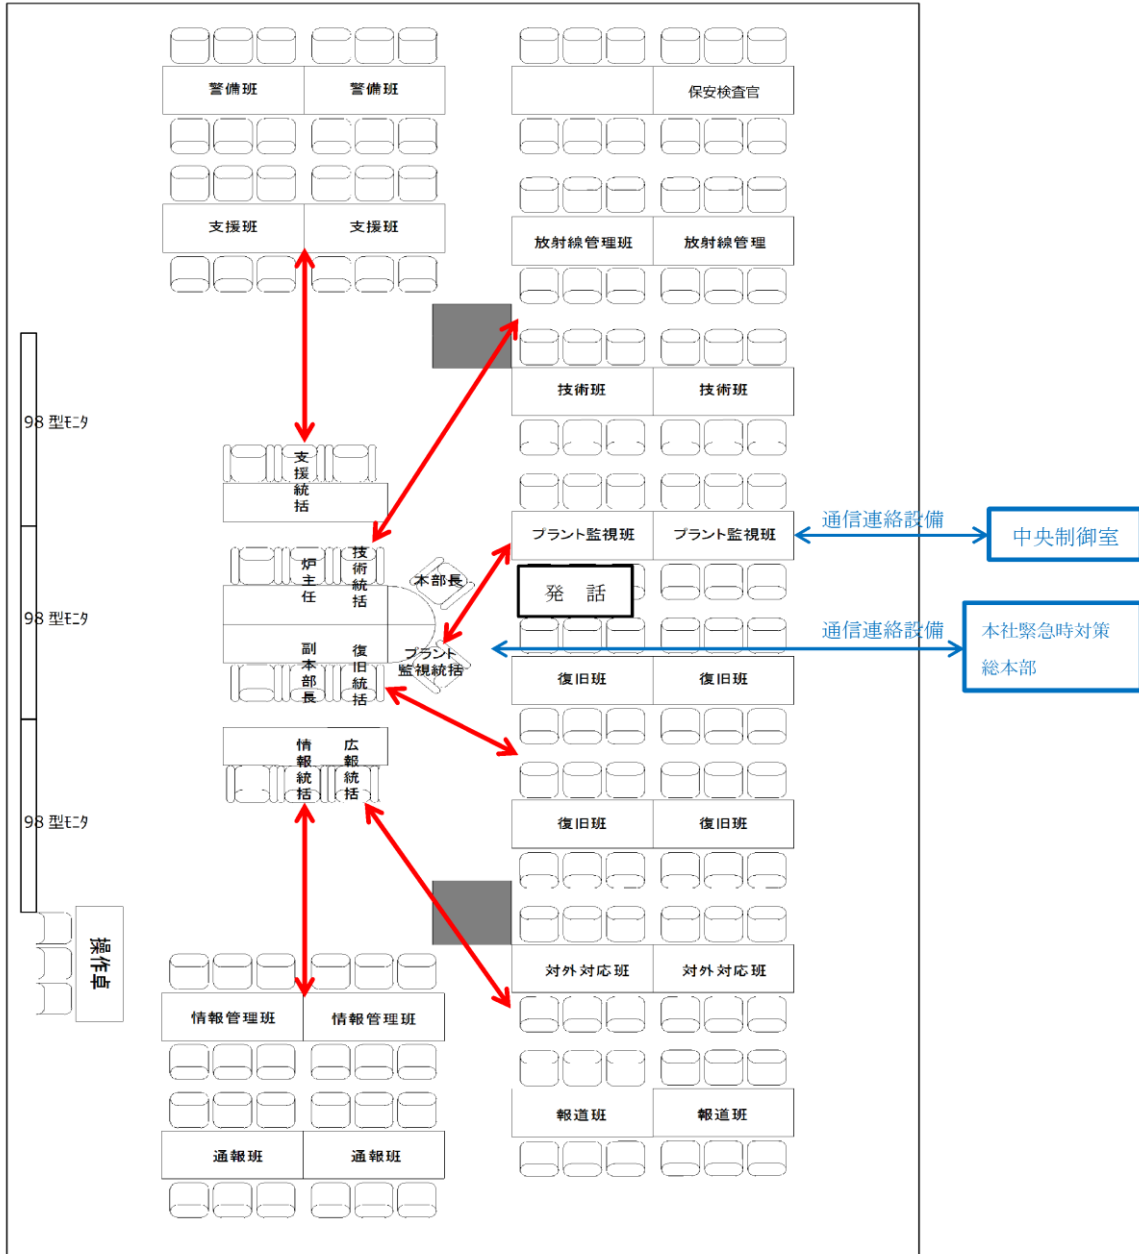 警備班
警備班
保安検査官
支援班
支援班
放射線管理班
放射線管理
98 型ﾓﾆﾀ
技術班
技術班
支援統括
プラント監視班
プラント監視班
通信連絡設備
中央制御室
炉主任
技術統括
本部長
発 話
98 型ﾓﾆﾀ
副本部長
復旧統括
プラント
監視統括
通信連絡設備
本社緊急時対策
総本部
復旧班
復旧班
情報統括
広報統括
98 型ﾓﾆﾀ
復旧班
復旧班
操作卓
対外対応班
対外対応班
情報管理班
情報管理班
報道班
報道班
通報班
通報班